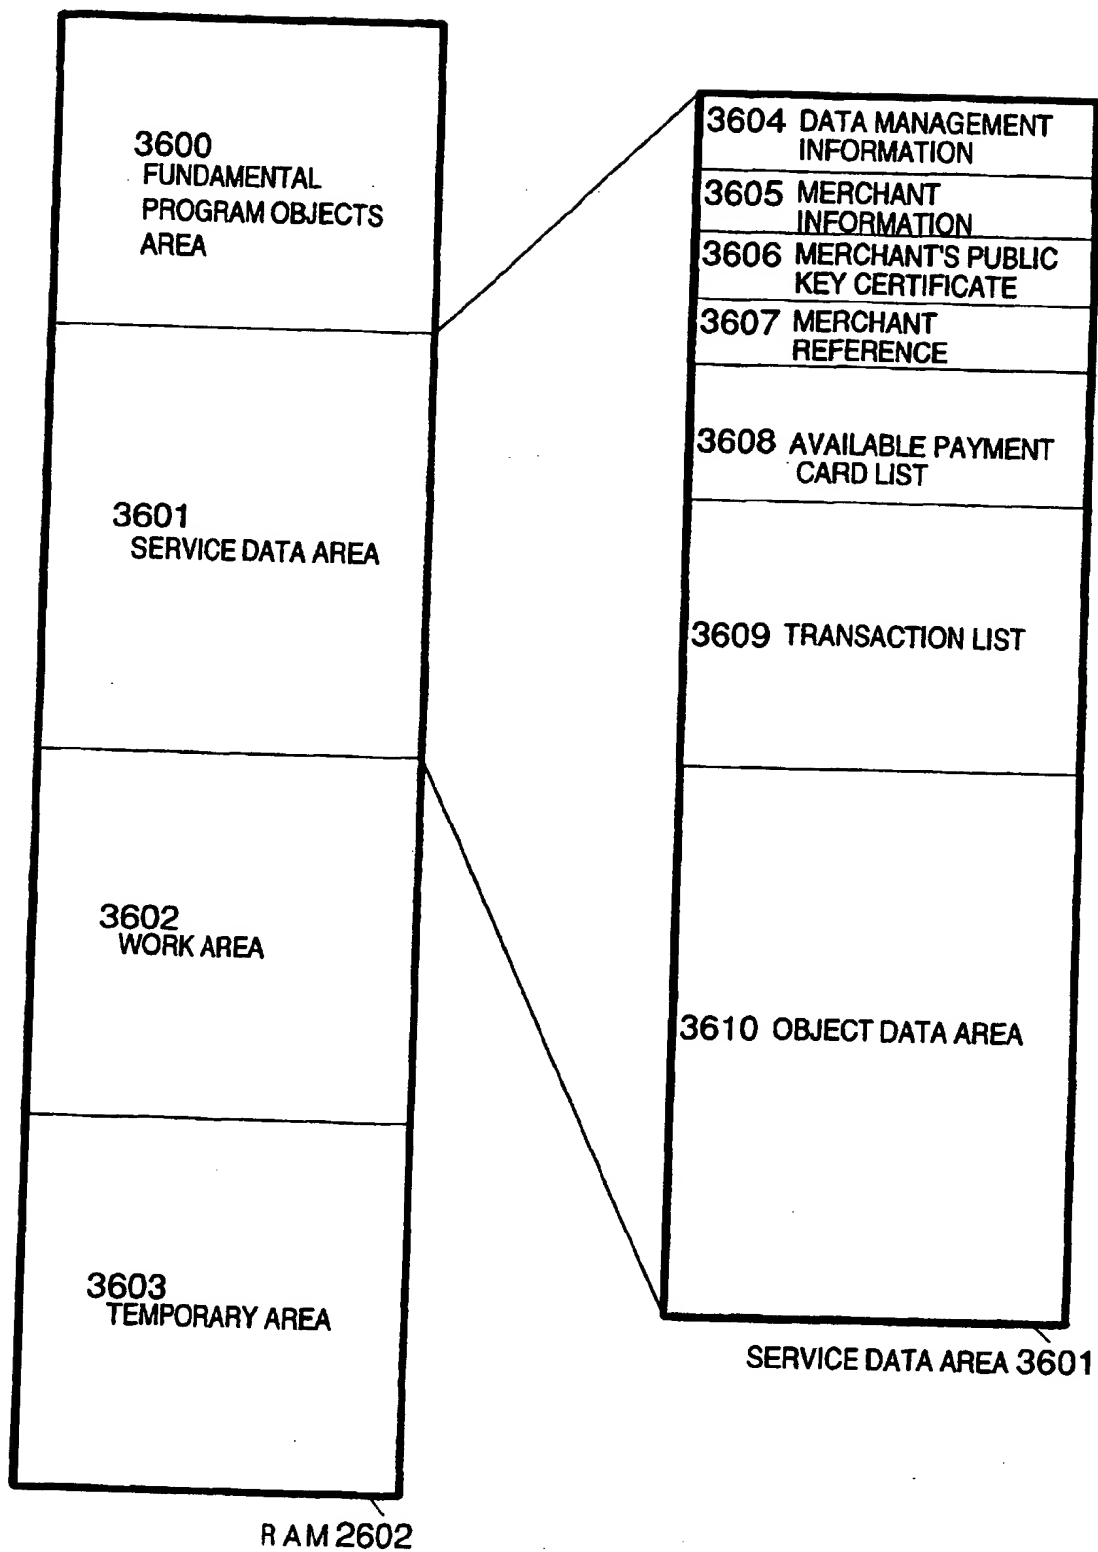 3600
FUNDAMENTAL
PROGRAM OBJECTS
AREA
3601
SERVICE DATA AREA
3602
WORK AREA
3603
TEMPORARY AREA
RAM 2602
3604 DATA MANAGEMENT
INFORMATION
3605 MERCHANT
INFORMATION
3606 MERCHANT'S PUBLIC
KEY CERTIFICATE
3607 MERCHANT
REFERENCE
3608 AVAILABLE PAYMENT
CARD LIST
3609 TRANSACTION LIST
3610 OBJECT DATA AREA
SERVICE DATA AREA 3601